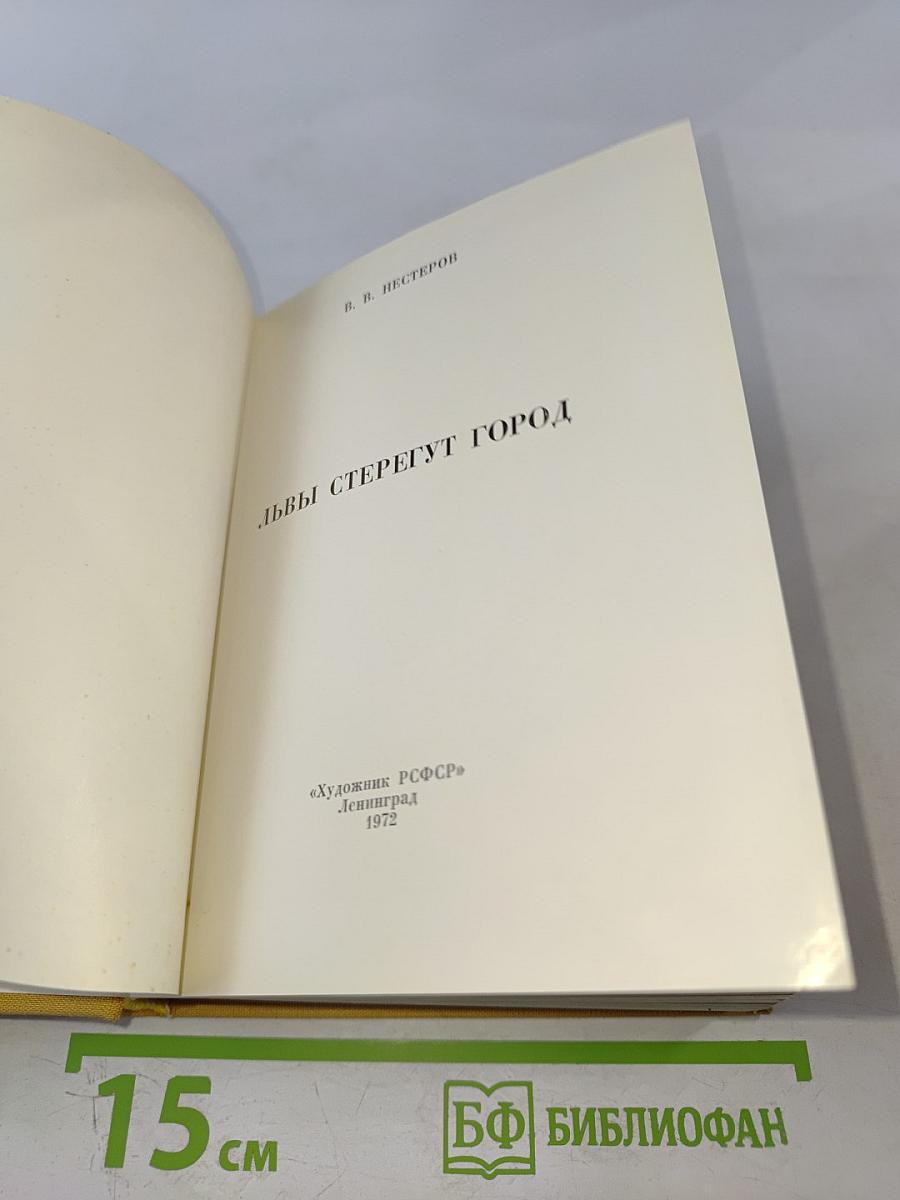 В. В. НЕСТЕРОВ
ЛЬВЫ СТЕРЕГУТ ГОРОД
«Художник РСФСР»
Ленинград
1972
15 см
БФ БИБЛИОФАН